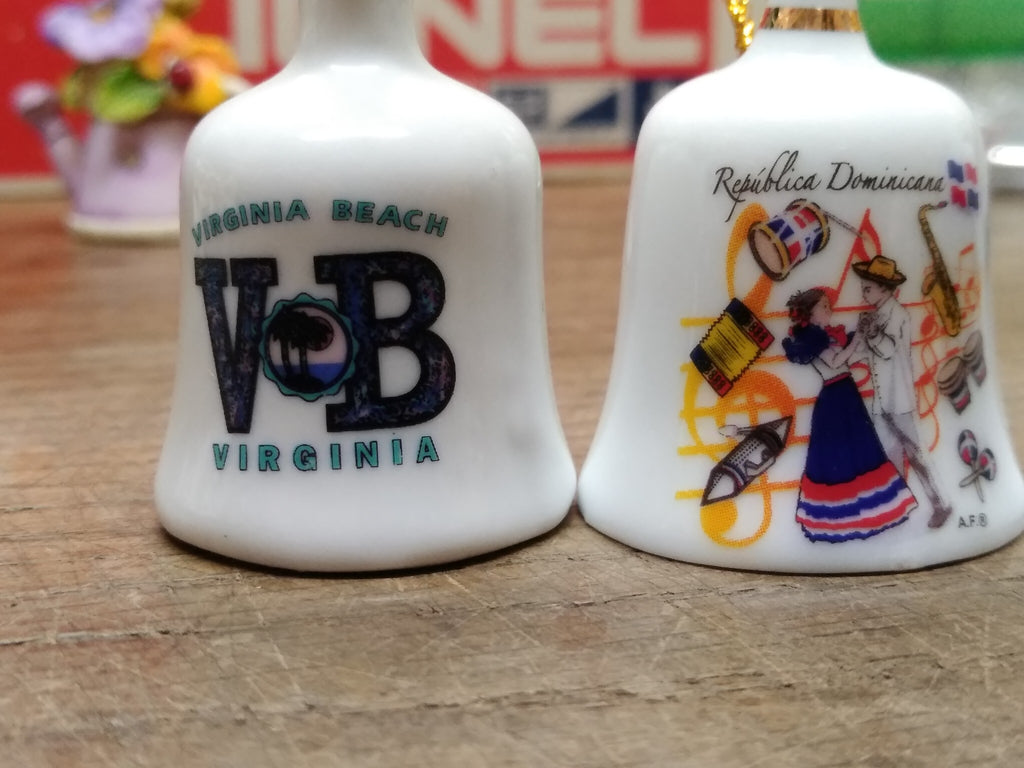 VIRGINIA BEACH
VB
VIRGINIA
República Dominicana
A.F.®